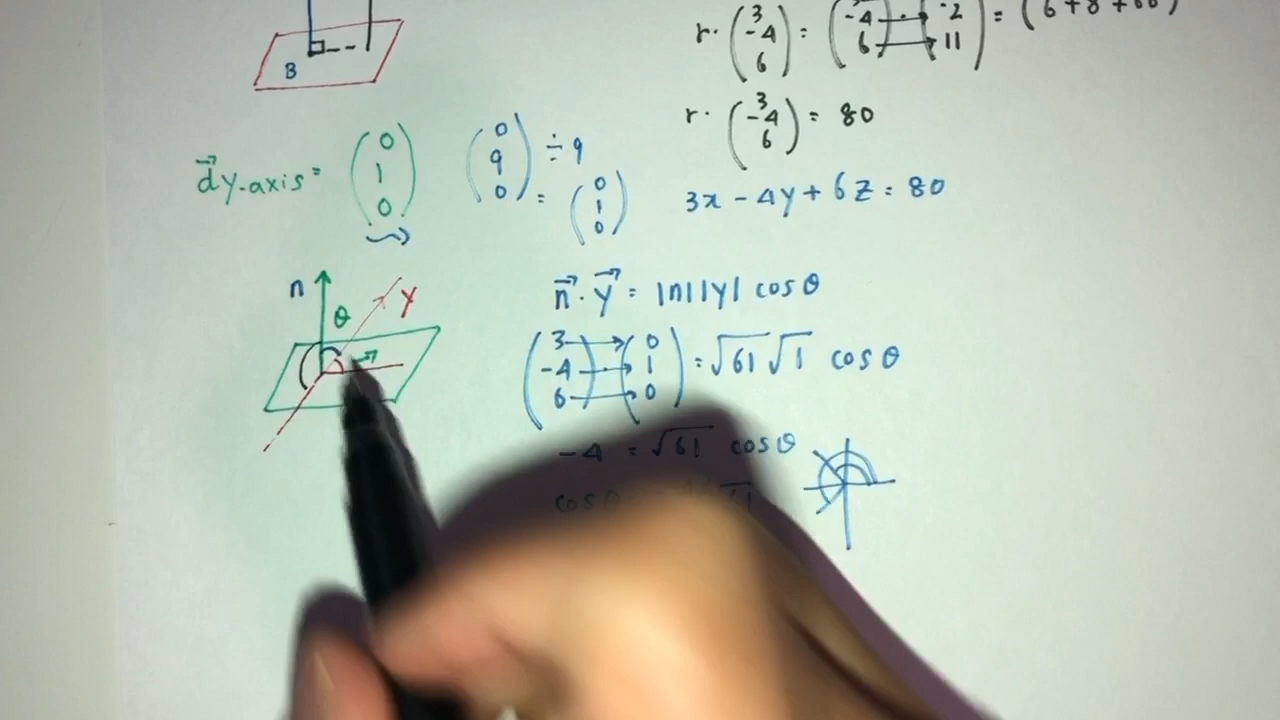 B
r· (3 -4 6) = (-4 6) · (-2 11) = (6+8+66)
r· (3 -4 6) = 80
d⃗y-axis = (0 1 0) (0 9 0) ÷ 9 = (0 1 0)
3x - 4y + 6z = 80
n θ y
n⃗ · y⃗ = |n||y| cos θ
(3 -4 6) (0 1 0) = √61 √1 cos θ
-4 = √61 cos θ
cos θ